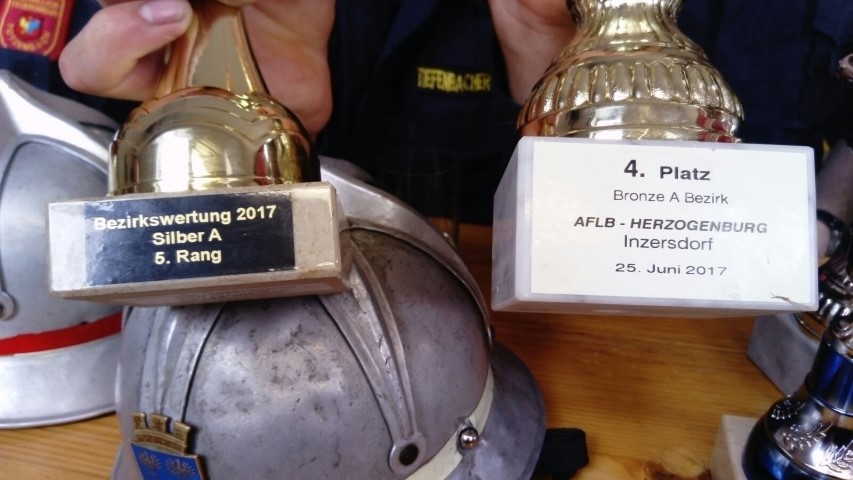 TIEFENBACHER
Bezirkswertung 2017
Silber A
5. Rang
4. Platz
Bronze A Bezirk
AFLB - HERZOGENBURG
Inzersdorf
25. Juni 2017